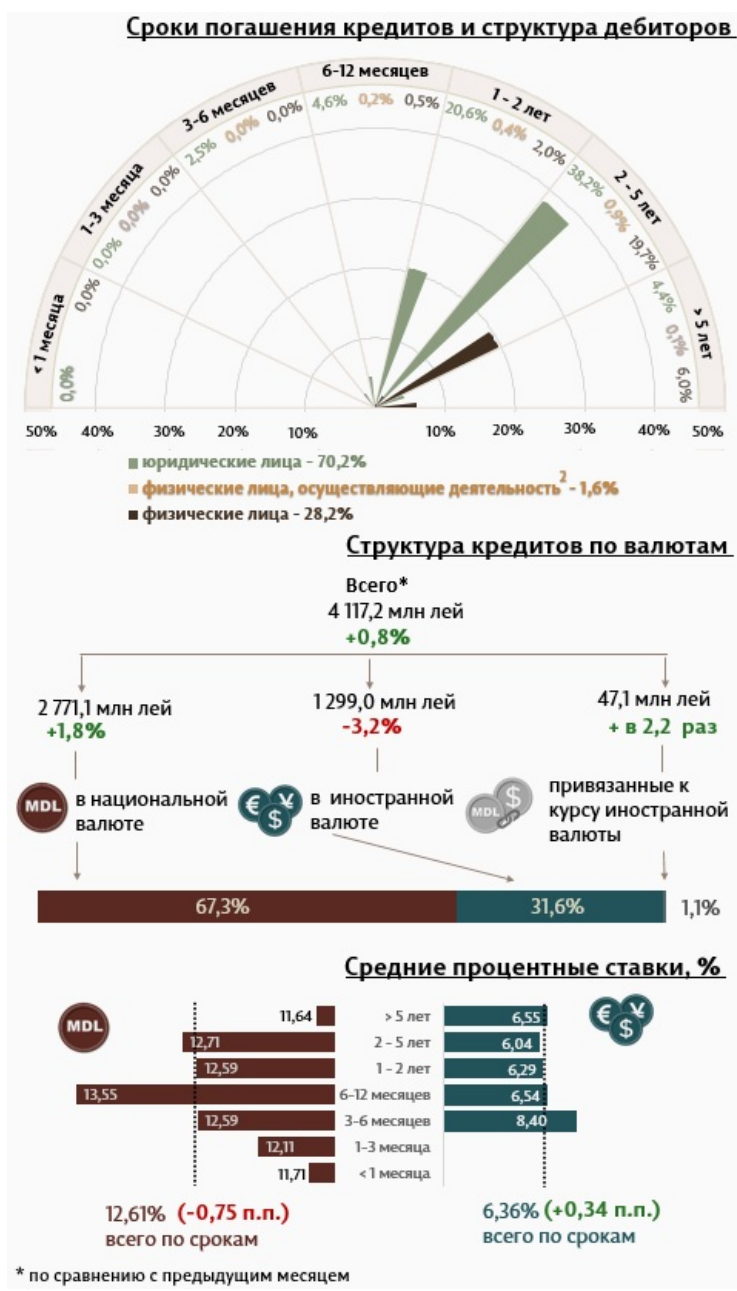 Сроки погашения кредитов и структура дебиторов
< 1 месяца
1-3 месяца
3-6 месяцев
6-12 месяцев
1 - 2 лет
2 - 5 лет
> 5 лет
0,0%
0,0%
0,0%
0,0%
0,0%
2,5%
0,0%
0,0%
4,6%
0,2%
0,5%
20,6%
0,4%
2,0%
38,2%
0,9%
19,7%
4,4%
0,1%
6,0%
50% 40% 30% 20% 10% 10% 20% 30% 40% 50%
юридические лица - 70,2%
физические лица, осуществляющие деятельность2 - 1,6%
физические лица - 28,2%
Структура кредитов по валютам
Всего*
4 117,2 млн лей
+0,8%
2 771,1 млн лей
+1,8%
1 299,0 млн лей
-3,2%
47,1 млн лей
+ в 2,2 раз
MDL
в национальной
валюте
€ ¥ $
в иностранной
валюте
MDL $
привязанные к
курсу иностранной
валюты
67,3% 31,6% 1,1%
Средние процентные ставки, %
MDL
€ ¥ $
11,64 > 5 лет 6,55
12,71 2 - 5 лет 6,04
12,59 1 - 2 лет 6,29
13,55 6-12 месяцев 6,54
12,59 3-6 месяцев 8,40
12,11 1-3 месяца
11,71 < 1 месяца
12,61% (-0,75 п.п.)
всего по срокам
6,36% (+0,34 п.п.)
всего по срокам
* по сравнению с предыдущим месяцем